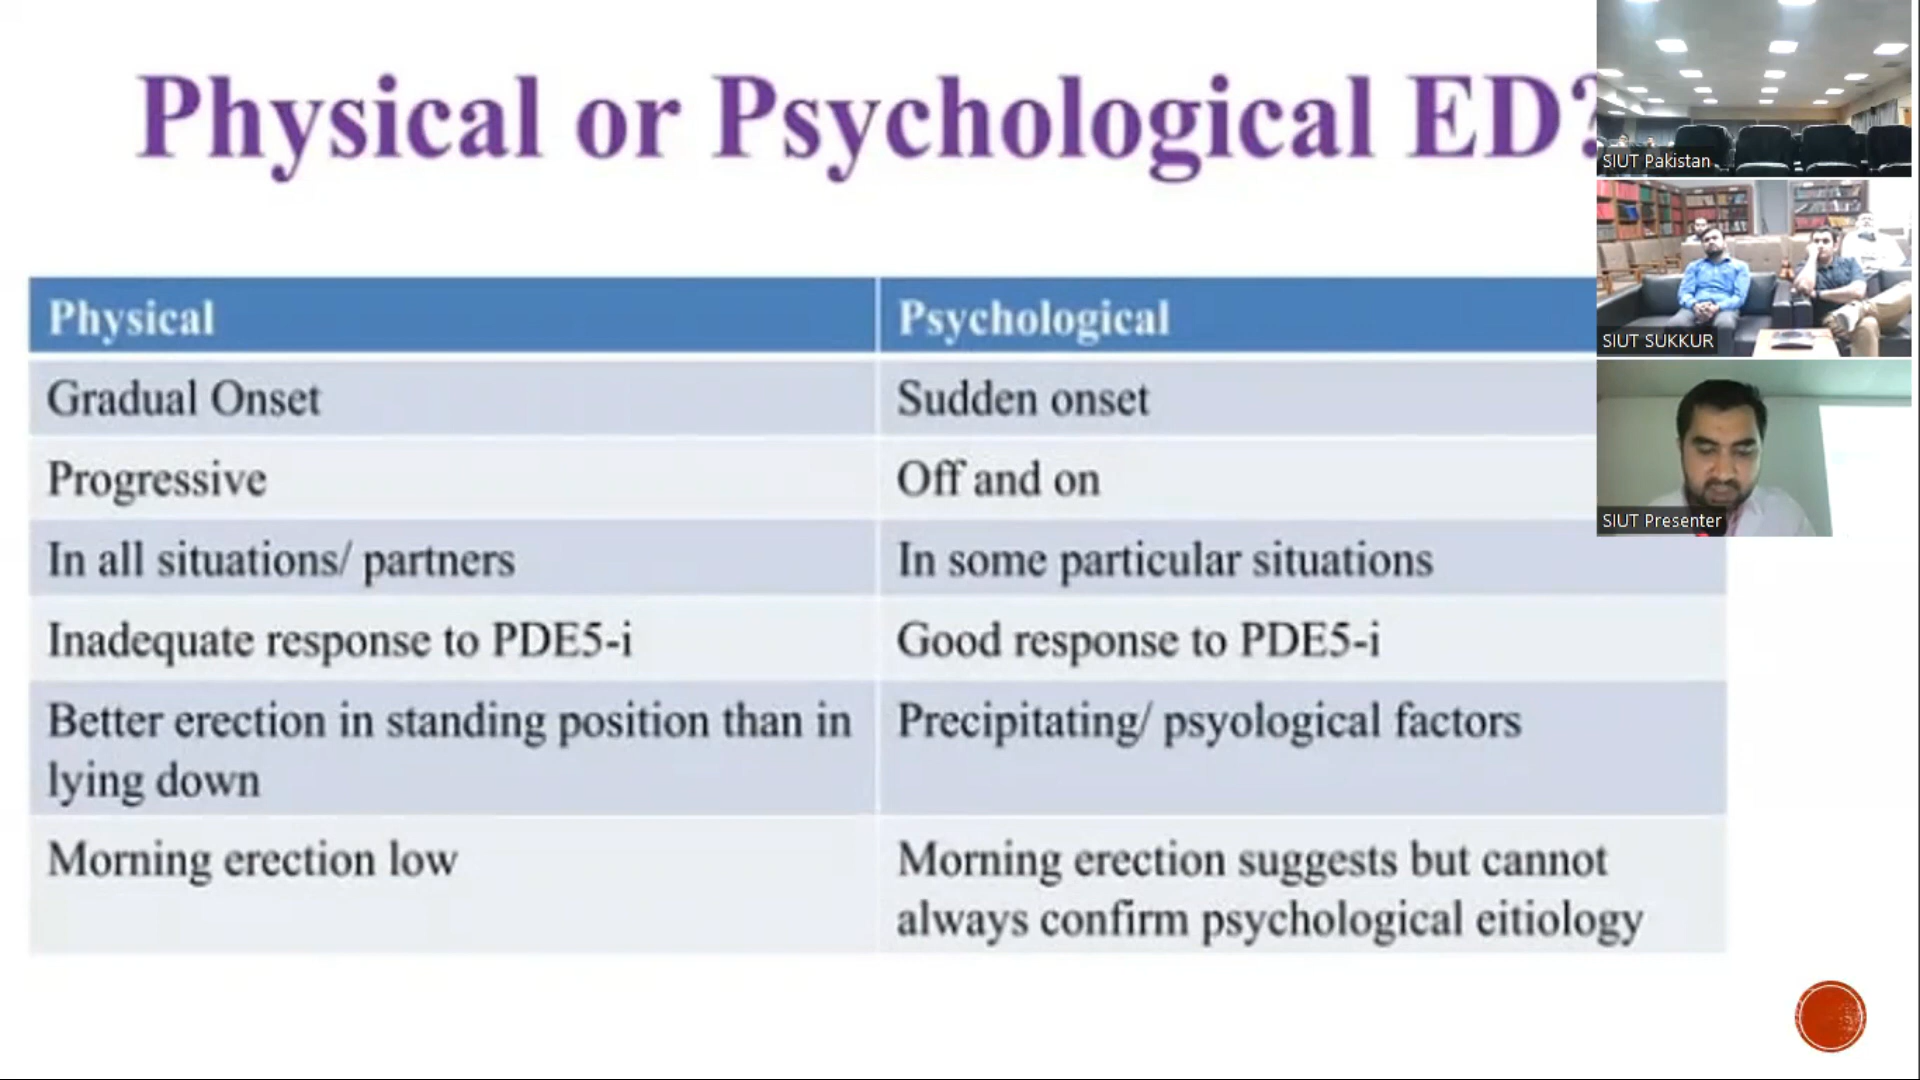 Physical or Psychological ED?
Physical
Psychological
Gradual Onset
Sudden onset
Progressive
Off and on
In all situations/ partners
In some particular situations
Inadequate response to PDE5-i
Good response to PDE5-i
Better erection in standing position than in
lying down
Precipitating/ psyological factors
Morning erection low
Morning erection suggests but cannot
always confirm psychological eitiology
SIUT Pakistan
SIUT SUKKUR
SIUT Presenter